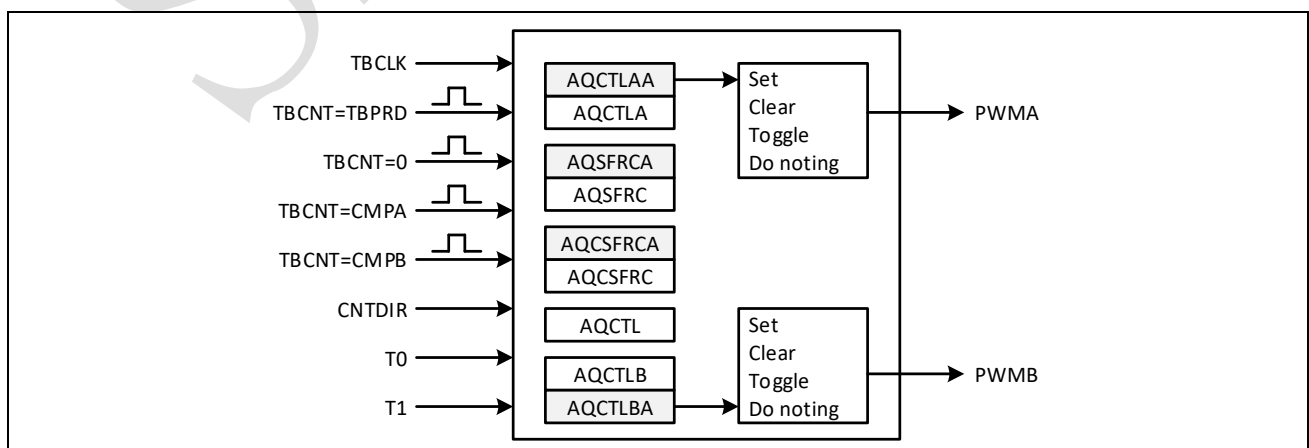 TBCLK
TBCNT=TBPRD
TBCNT=0
TBCNT=CMPA
TBCNT=CMPB
CNTDIR
T0
T1
AQCTLAA
AQCTLA
AQSFRCA
AQSFRC
AQCSFRCA
AQCSFRC
AQCTL
AQCTLB
AQCTLBA
Set
Clear
Toggle
Do noting
Set
Clear
Toggle
Do noting
PWMA
PWMB